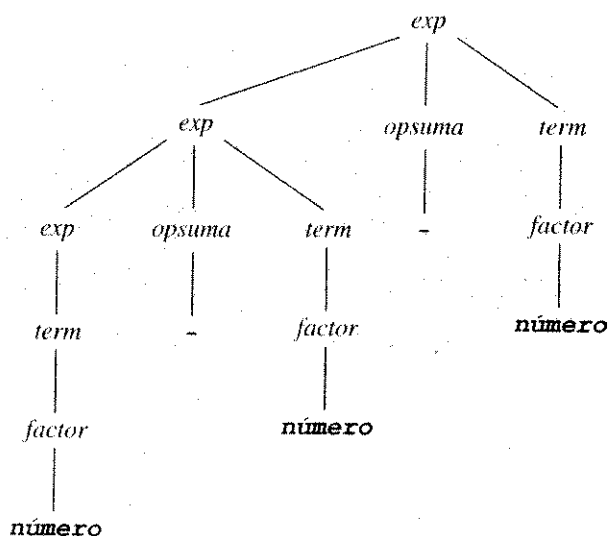 exp
exp opsuma term
exp opsuma term - factor
term - factor número
factor número
número